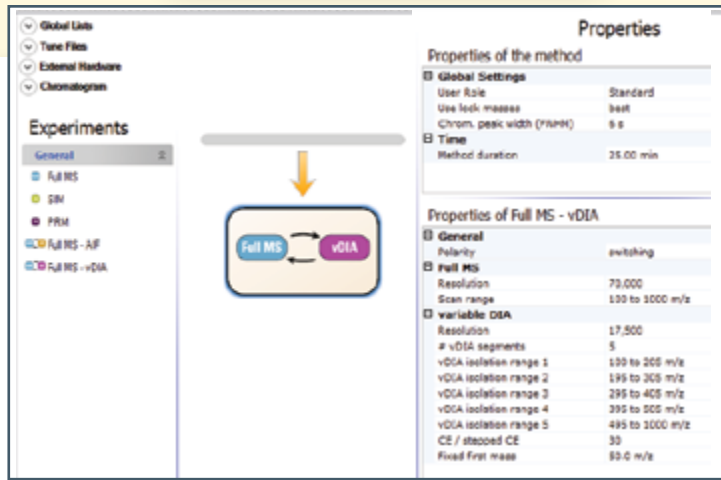 Global Lists
Tune Files
External Hardware
Chromatogram
Experiments
General
Full MS
SIM
PRM
Full MS - AIF
Full MS - vDIA
Full MS
vDIA
Properties
Properties of the method
Global Settings
User Role Standard
Use lock masses best
Chrom. peak width (FWHM) 6 s
Time
Method duration 25.00 min
Properties of Full MS - vDIA
General
Polarity switching
Full MS
Resolution 70,000
Scan range 100 to 1000 m/z
variable DIA
Resolution 17,500
# vDIA segments 5
vDIA isolation range 1 100 to 205 m/z
vDIA isolation range 2 195 to 305 m/z
vDIA isolation range 3 295 to 405 m/z
vDIA isolation range 4 395 to 505 m/z
vDIA isolation range 5 495 to 1000 m/z
CE / stepped CE 30
Fixed first mass 50.0 m/z